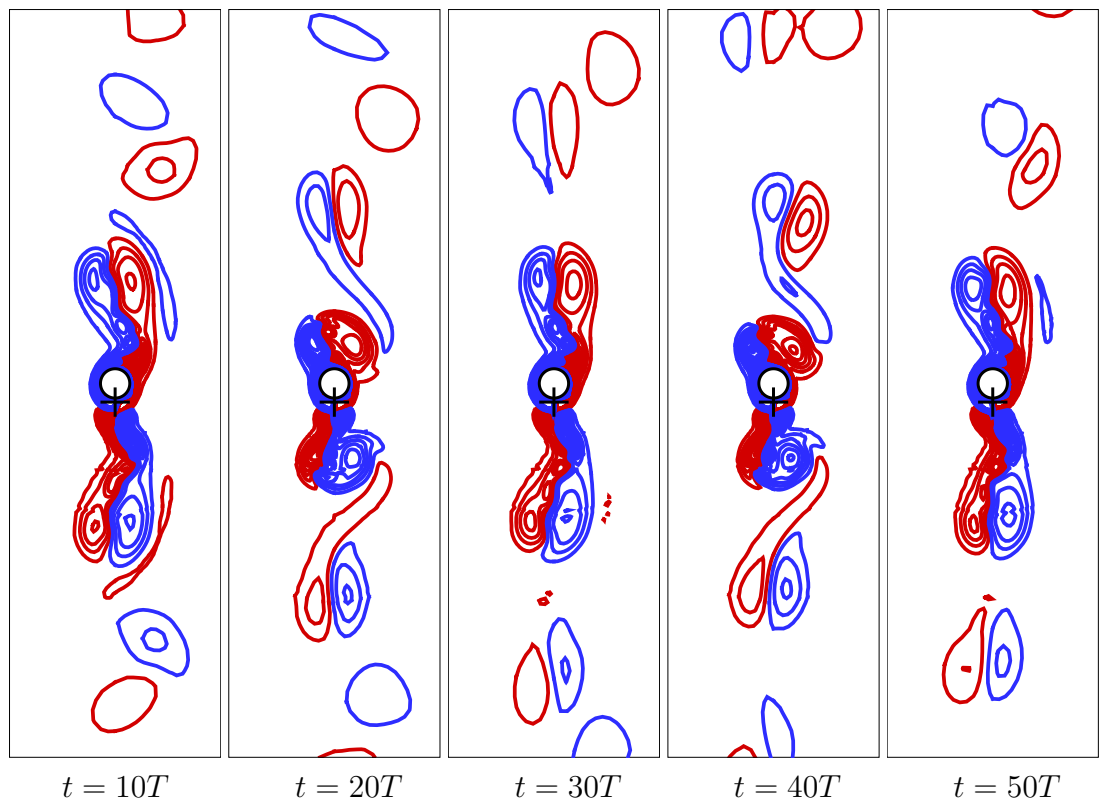 t = 10T
t = 20T
t = 30T
t = 40T
t = 50T